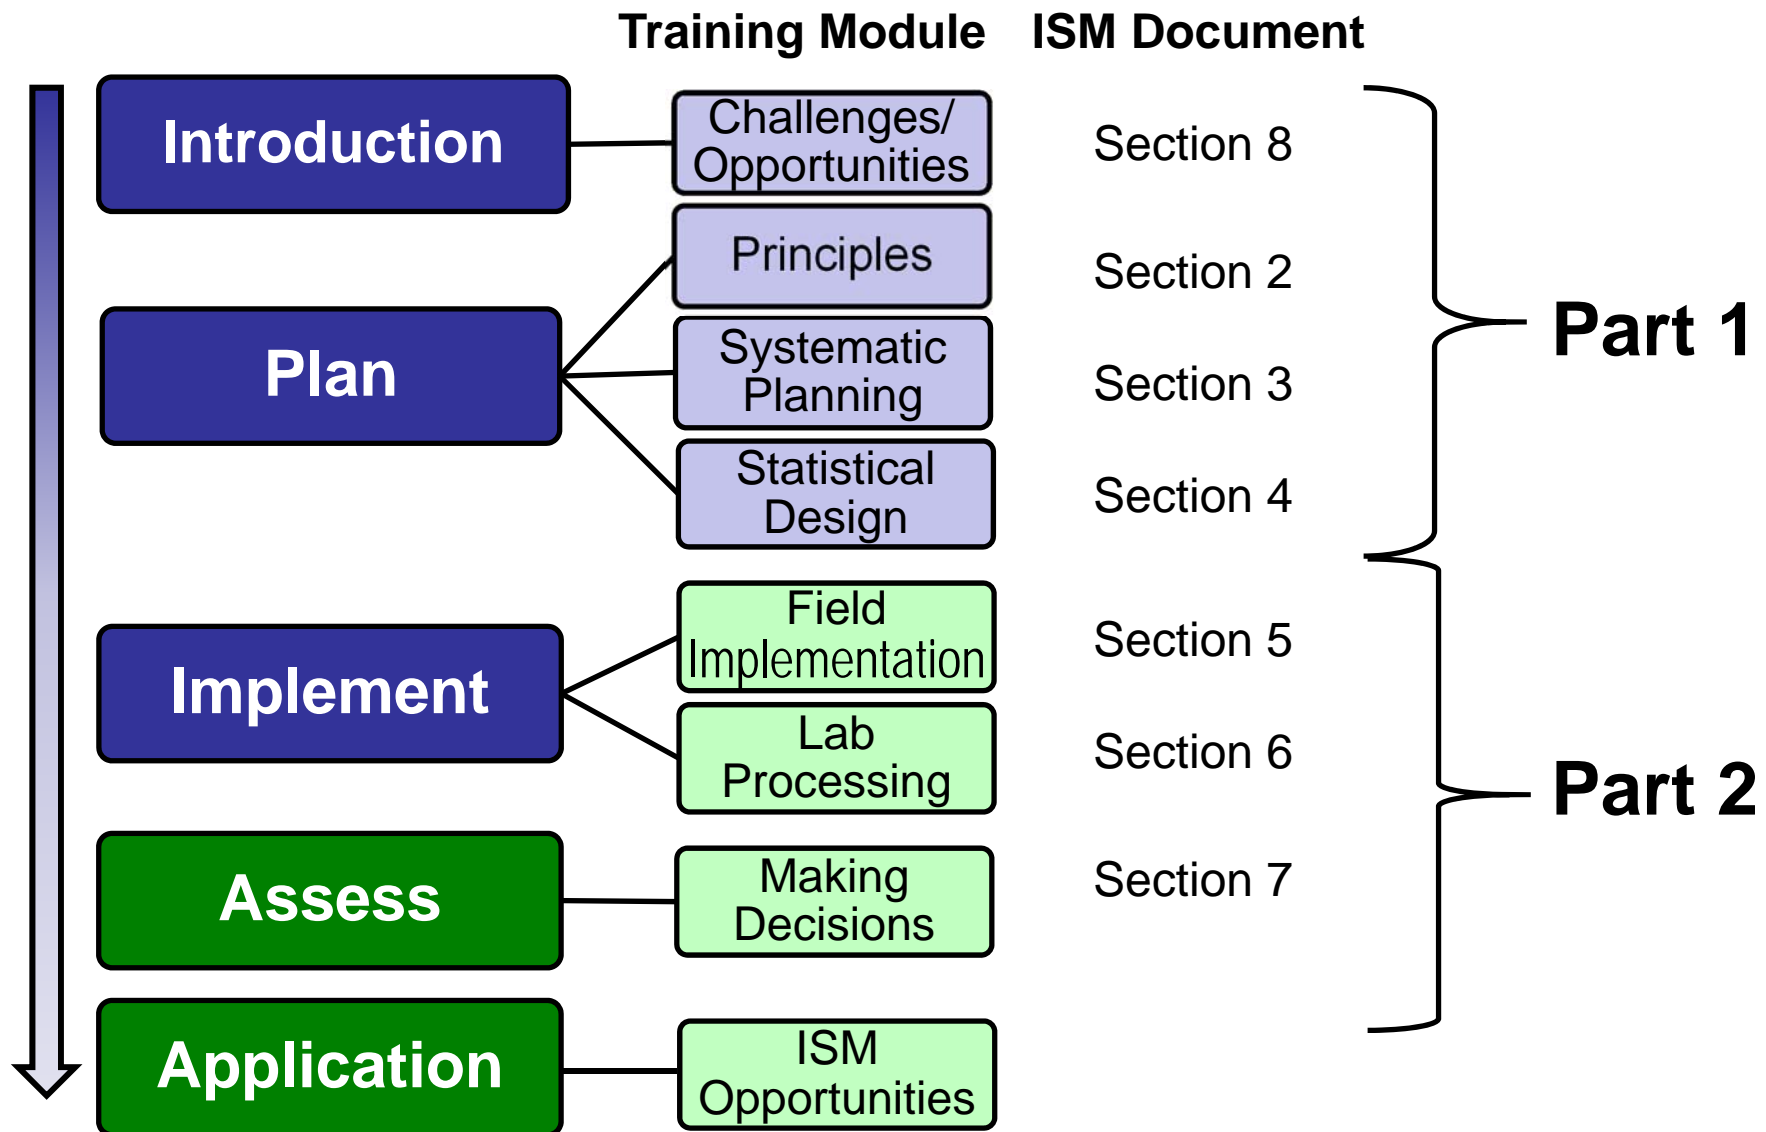 Training Module ISM Document
Introduction
Challenges/
Opportunities
Section 8
Plan
Principles
Section 2
Systematic
Planning
Section 3
Statistical
Design
Section 4
Part 1
Implement
Field
Implementation
Section 5
Lab
Processing
Section 6
Part 2
Assess
Making
Decisions
Section 7
Application
ISM
Opportunities